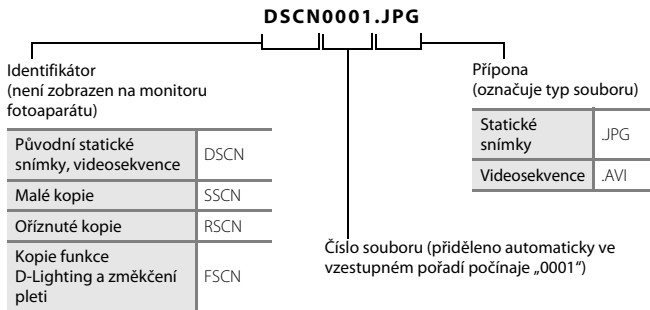 DSCN0001.JPG
Identifikátor
(není zobrazen na monitoru
fotoaparátu)
Původní statické
snímky, videosekvence DSCN
Malé kopie SSCN
Oříznuté kopie RSCN
Kopie funkce
D-Lighting a změkčení FSCN
pleti
Přípona
(označuje typ souboru)
Statické
snímky .JPG
Videosekvence .AVI
Číslo souboru (přiděleno automaticky ve
vzestupném pořadí počínaje „0001“)